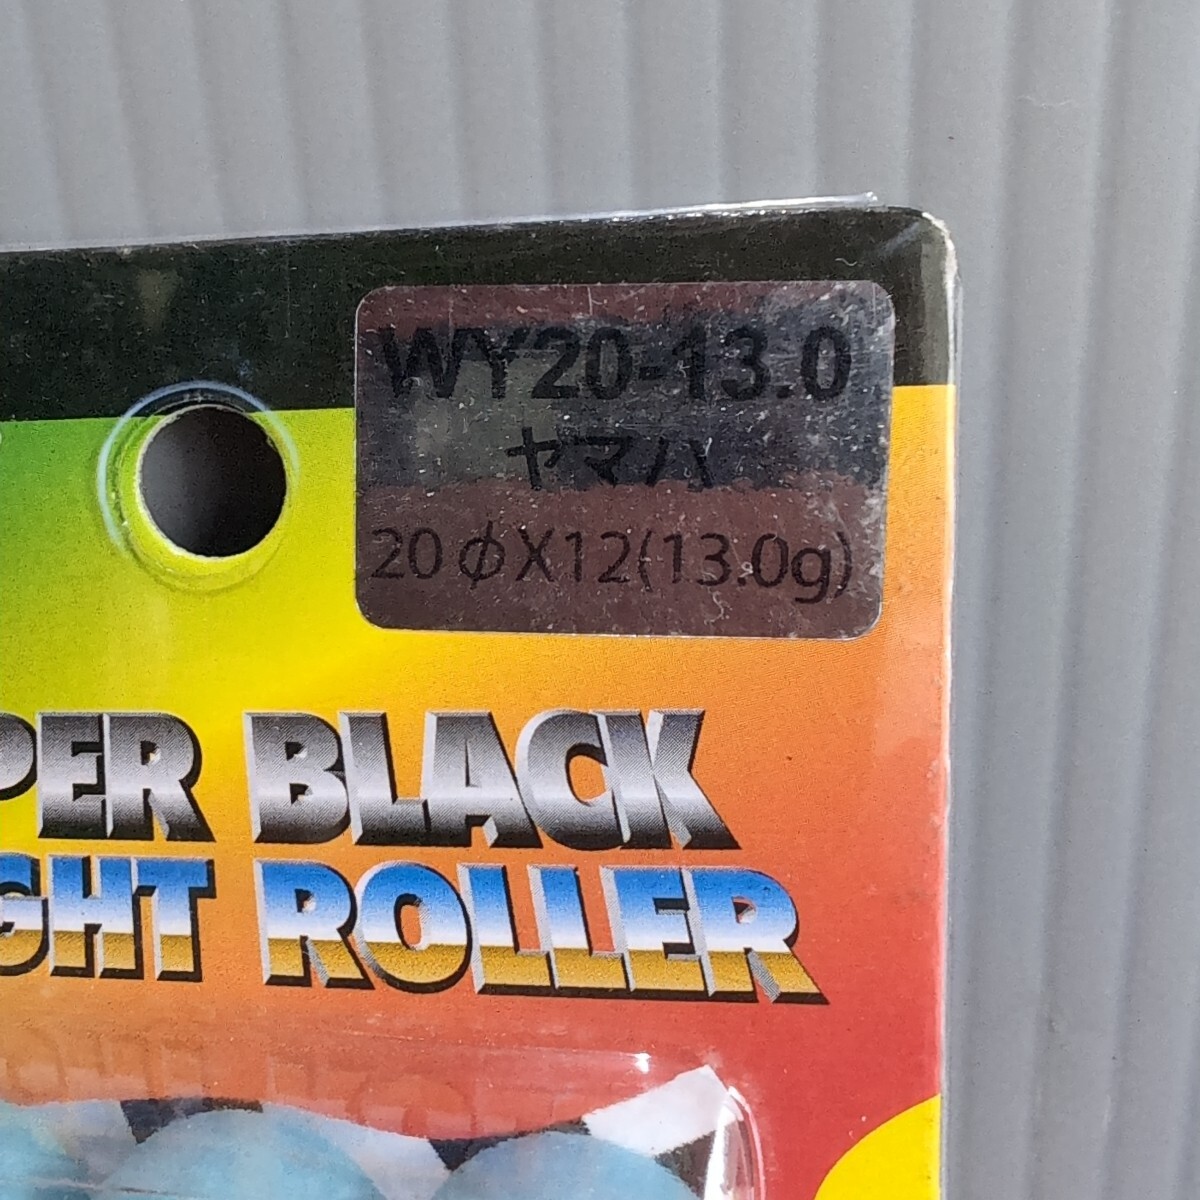 WY20-13.0
ヤマハ
20φX12(13.0g)
PER BLACK
GHT ROLLER